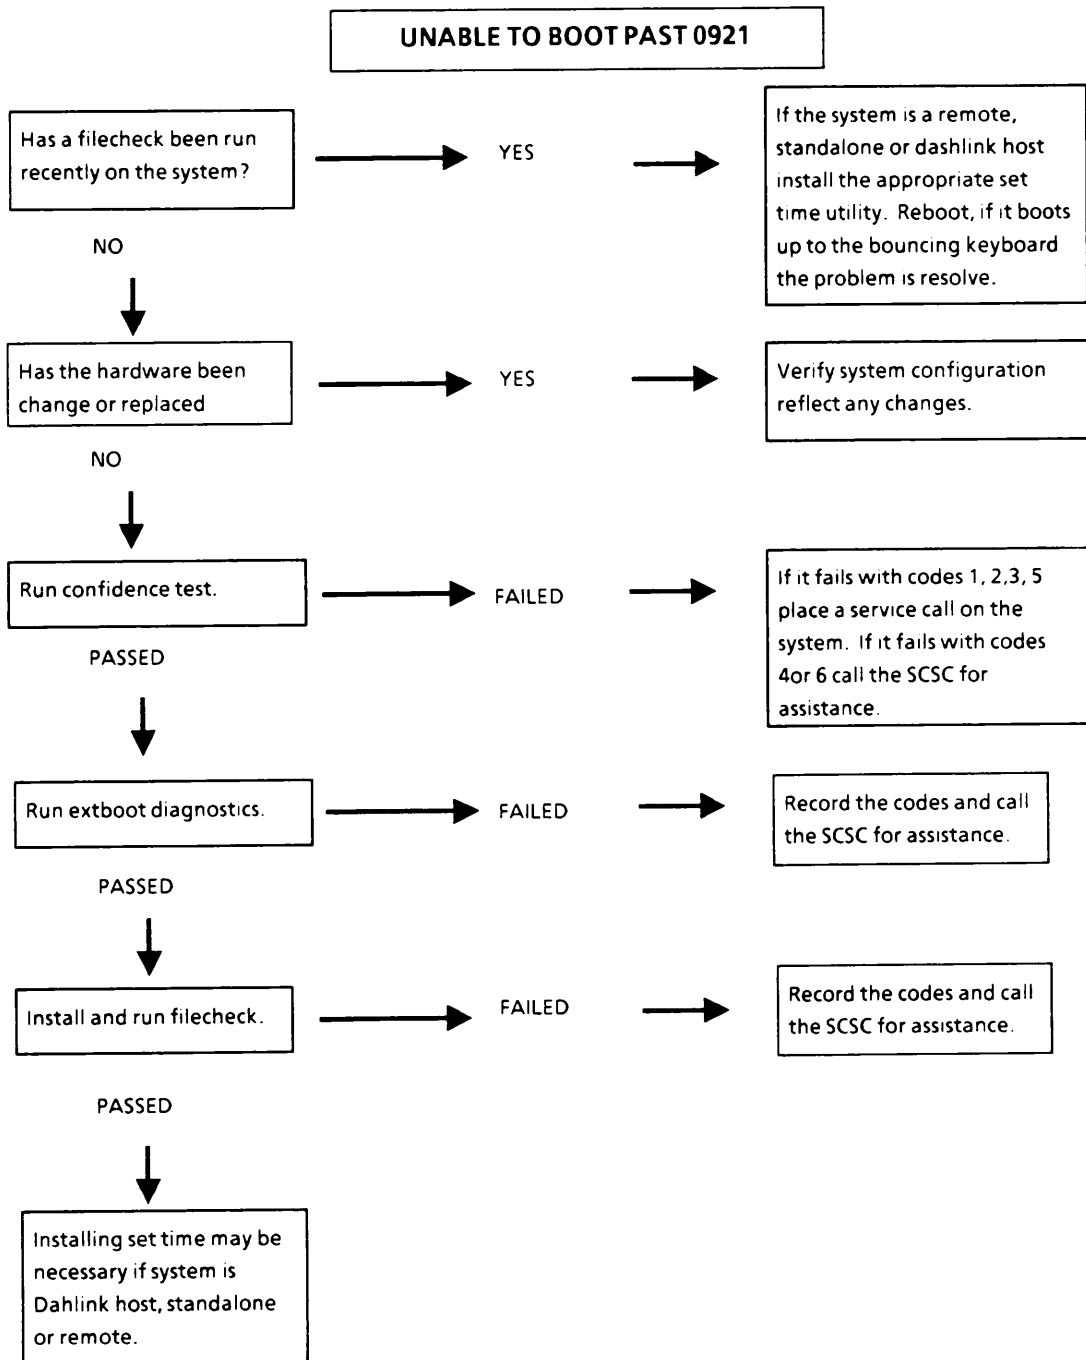 UNABLE TO BOOT PAST 0921
Has a filecheck been run
recently on the system?
YES
If the system is a remote,
standalone or dashlink host
install the appropriate set
time utility. Reboot, if it boots
up to the bouncing keyboard
the problem is resolve.
NO
Has the hardware been
change or replaced
YES
Verify system configuration
reflect any changes.
NO
Run confidence test.
FAILED
If it fails with codes 1, 2,3, 5
place a service call on the
system. If it fails with codes
4or 6 call the SCSC for
assistance.
PASSED
Run extboot diagnostics.
FAILED
Record the codes and call
the SCSC for assistance.
PASSED
Install and run filecheck.
FAILED
Record the codes and call
the SCSC for assistance.
PASSED
Installing set time may be
necessary if system is
Dahlink host, standalone
or remote.